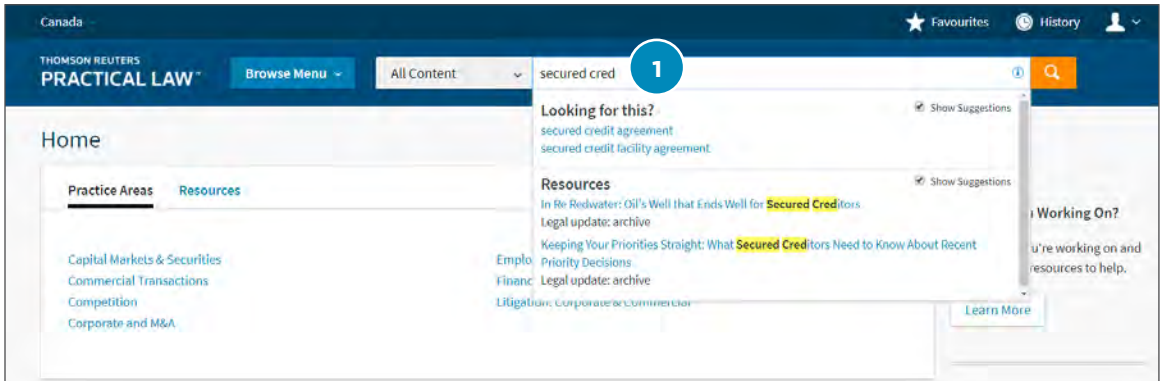 Canada
Favourites
History
THOMSON REUTERS
PRACTICAL LAW™
Browse Menu
All Content
secured cred
1
Looking for this?
Show Suggestions
secured credit agreement
secured credit facility agreement
Home
Practice Areas Resources
Resources
Show Suggestions
In Re Redwater: Oil's Well that Ends Well for Secured Creditors
Legal update: archive
Keeping Your Priorities Straight: What Secured Creditors Need to Know About Recent
Priority Decisions
Legal update: archive
Working On?
u're working on and
resources to help.
Learn More
Capital Markets & Securities
Commercial Transactions
Competition
Corporate and M&A
Emplo
Financ
Litigation: Corporate & Commercial